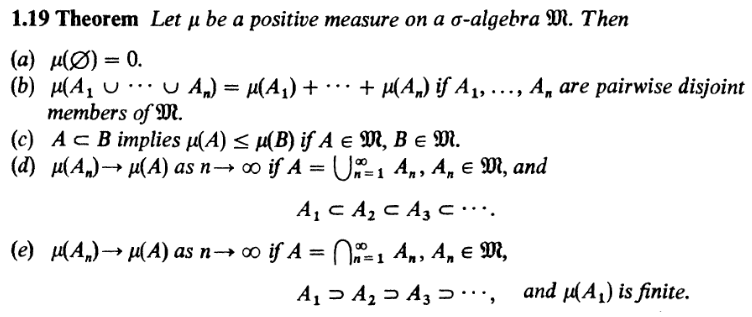 1.19 Theorem Let μ be a positive measure on a σ-algebra 𝔐. Then
(a) μ(∅) = 0.
(b) μ(A₁ ∪ ⋯ ∪ Aₙ) = μ(A₁) + ⋯ + μ(Aₙ) if A₁, ..., Aₙ are pairwise disjoint
members of 𝔐.
(c) A ⊂ B implies μ(A) ≤ μ(B) if A ∈ 𝔐, B ∈ 𝔐.
(d) μ(Aₙ) → μ(A) as n → ∞ if A = ⋃ₙ₌₁^∞ Aₙ, Aₙ ∈ 𝔐, and
A₁ ⊂ A₂ ⊂ A₃ ⊂ ⋯.
(e) μ(Aₙ) → μ(A) as n → ∞ if A = ⋂ₙ₌₁^∞ Aₙ, Aₙ ∈ 𝔐,
A₁ ⊃ A₂ ⊃ A₃ ⊃ ⋯, and μ(A₁) is finite.